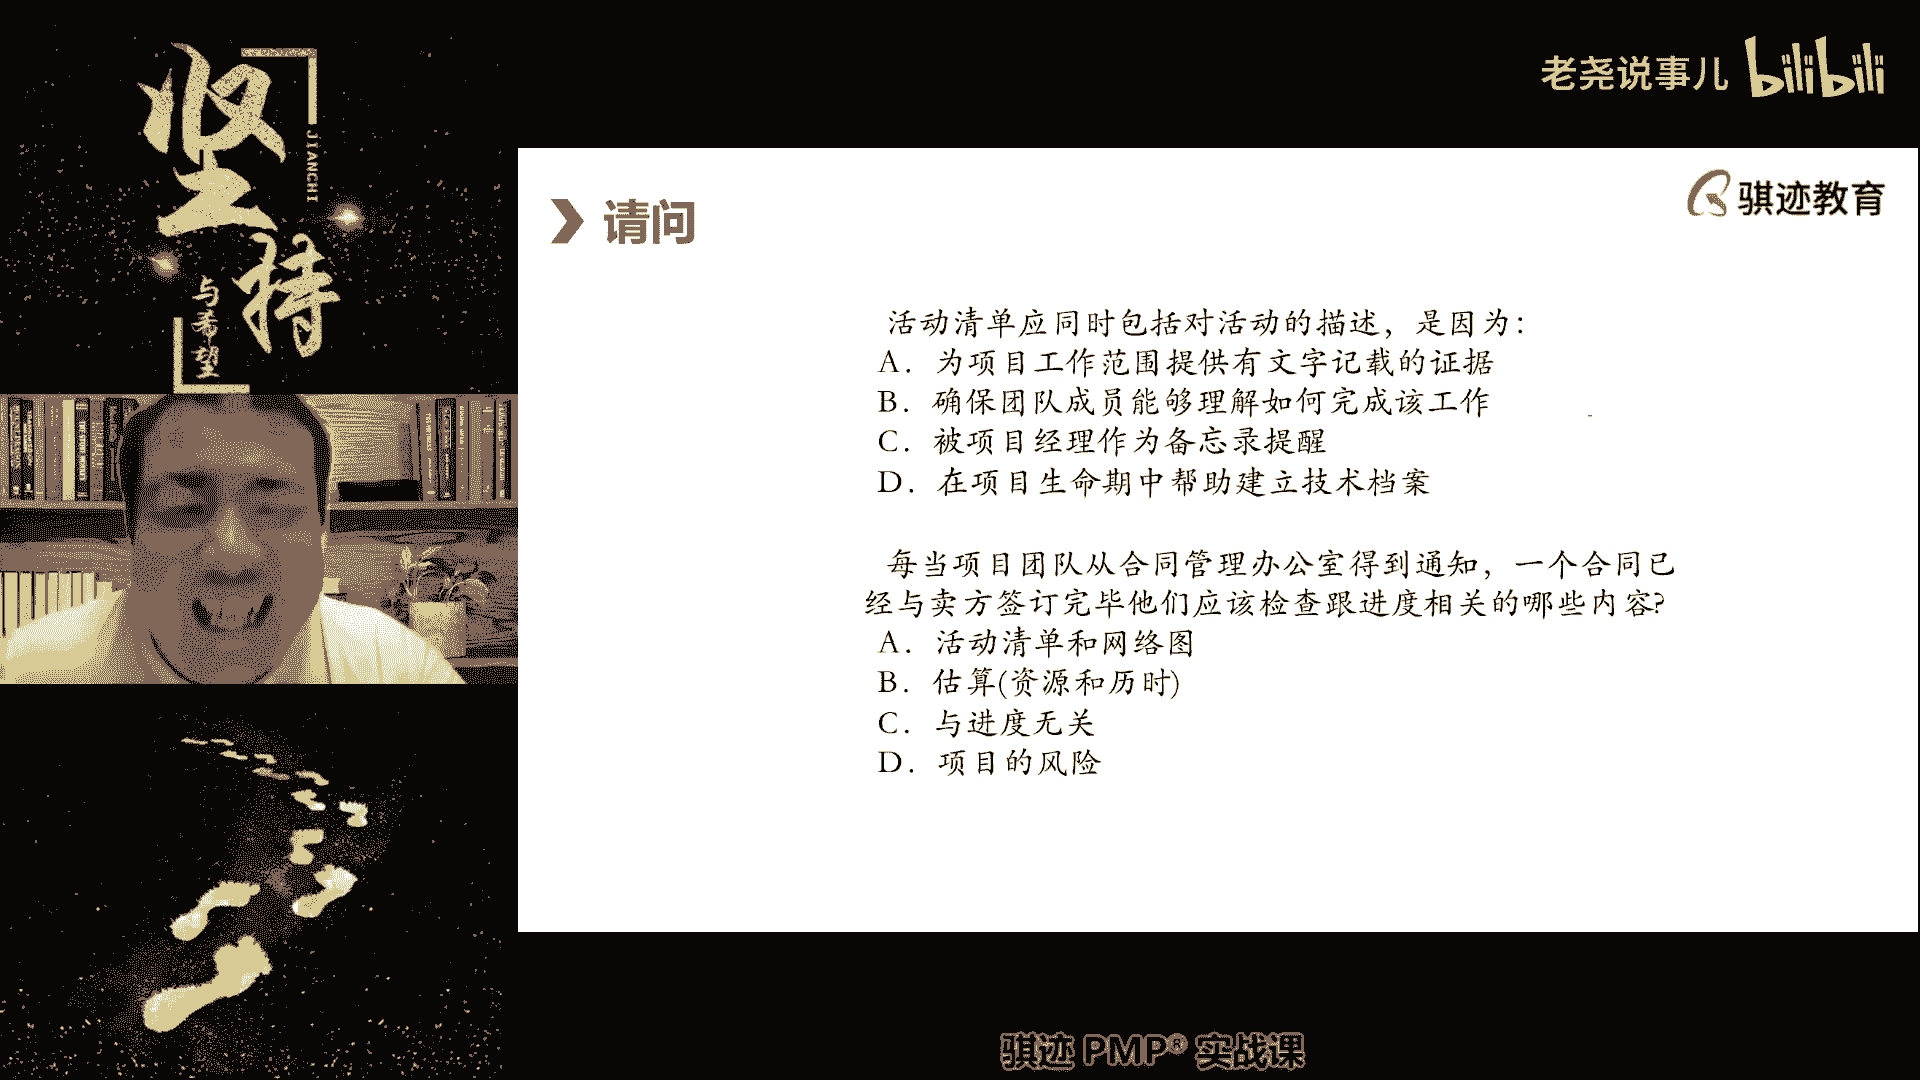 坚持
JIANCHI
与希望
老尧说事儿 bilibili
骐迹教育
请问
活动清单应同时包括对活动的描述，是因为：
A．为项目工作范围提供有文字记载的证据
B．确保团队成员能够理解如何完成该工作
C．被项目经理作为备忘录提醒
D．在项目生命期中帮助建立技术档案
每当项目团队从合同管理办公室得到通知，一个合同已
经与卖方签订完毕他们应该检查跟进度相关的哪些内容?
A．活动清单和网络图
B．估算(资源和历时)
C．与进度无关
D．项目的风险
骐迹 PMP® 实战课